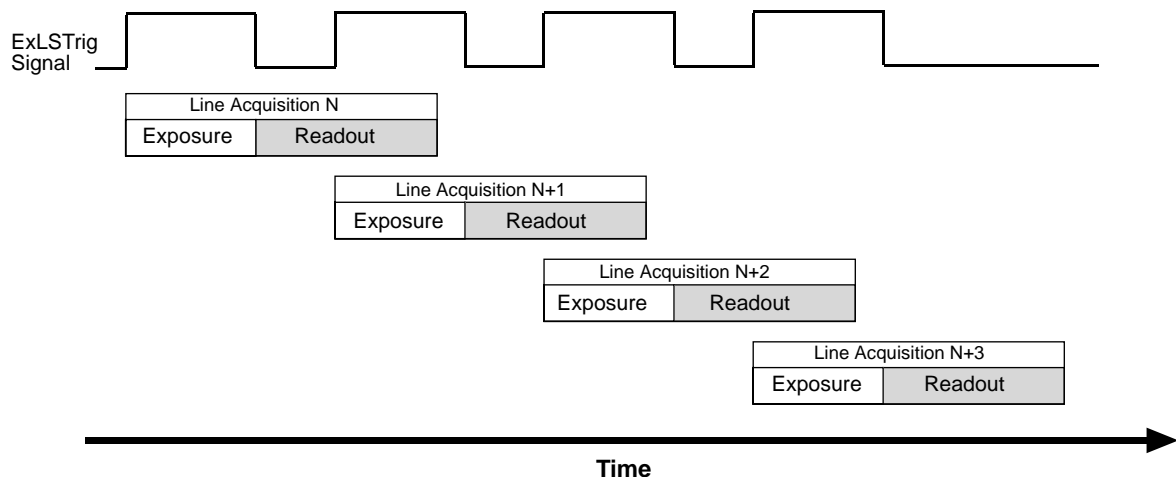 ExLSTrig
Signal
Line Acquisition N
Exposure Readout
Line Acquisition N+1
Exposure Readout
Line Acquisition N+2
Exposure Readout
Line Acquisition N+3
Exposure Readout
Time